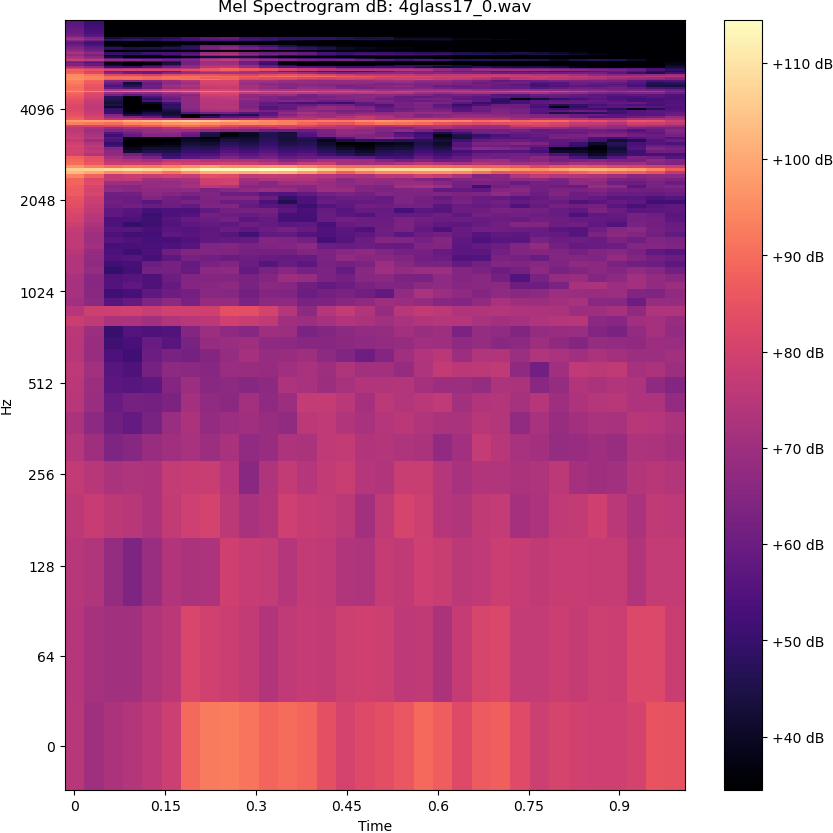 Mel Spectrogram dB: 4glass17_0.wav
+110 dB
4096
+100 dB
2048
+90 dB
1024
+80 dB
512
Hz
+70 dB
256
+60 dB
128
+50 dB
64
+40 dB
0
0 0.15 0.3 0.45 0.6 0.75 0.9
Time